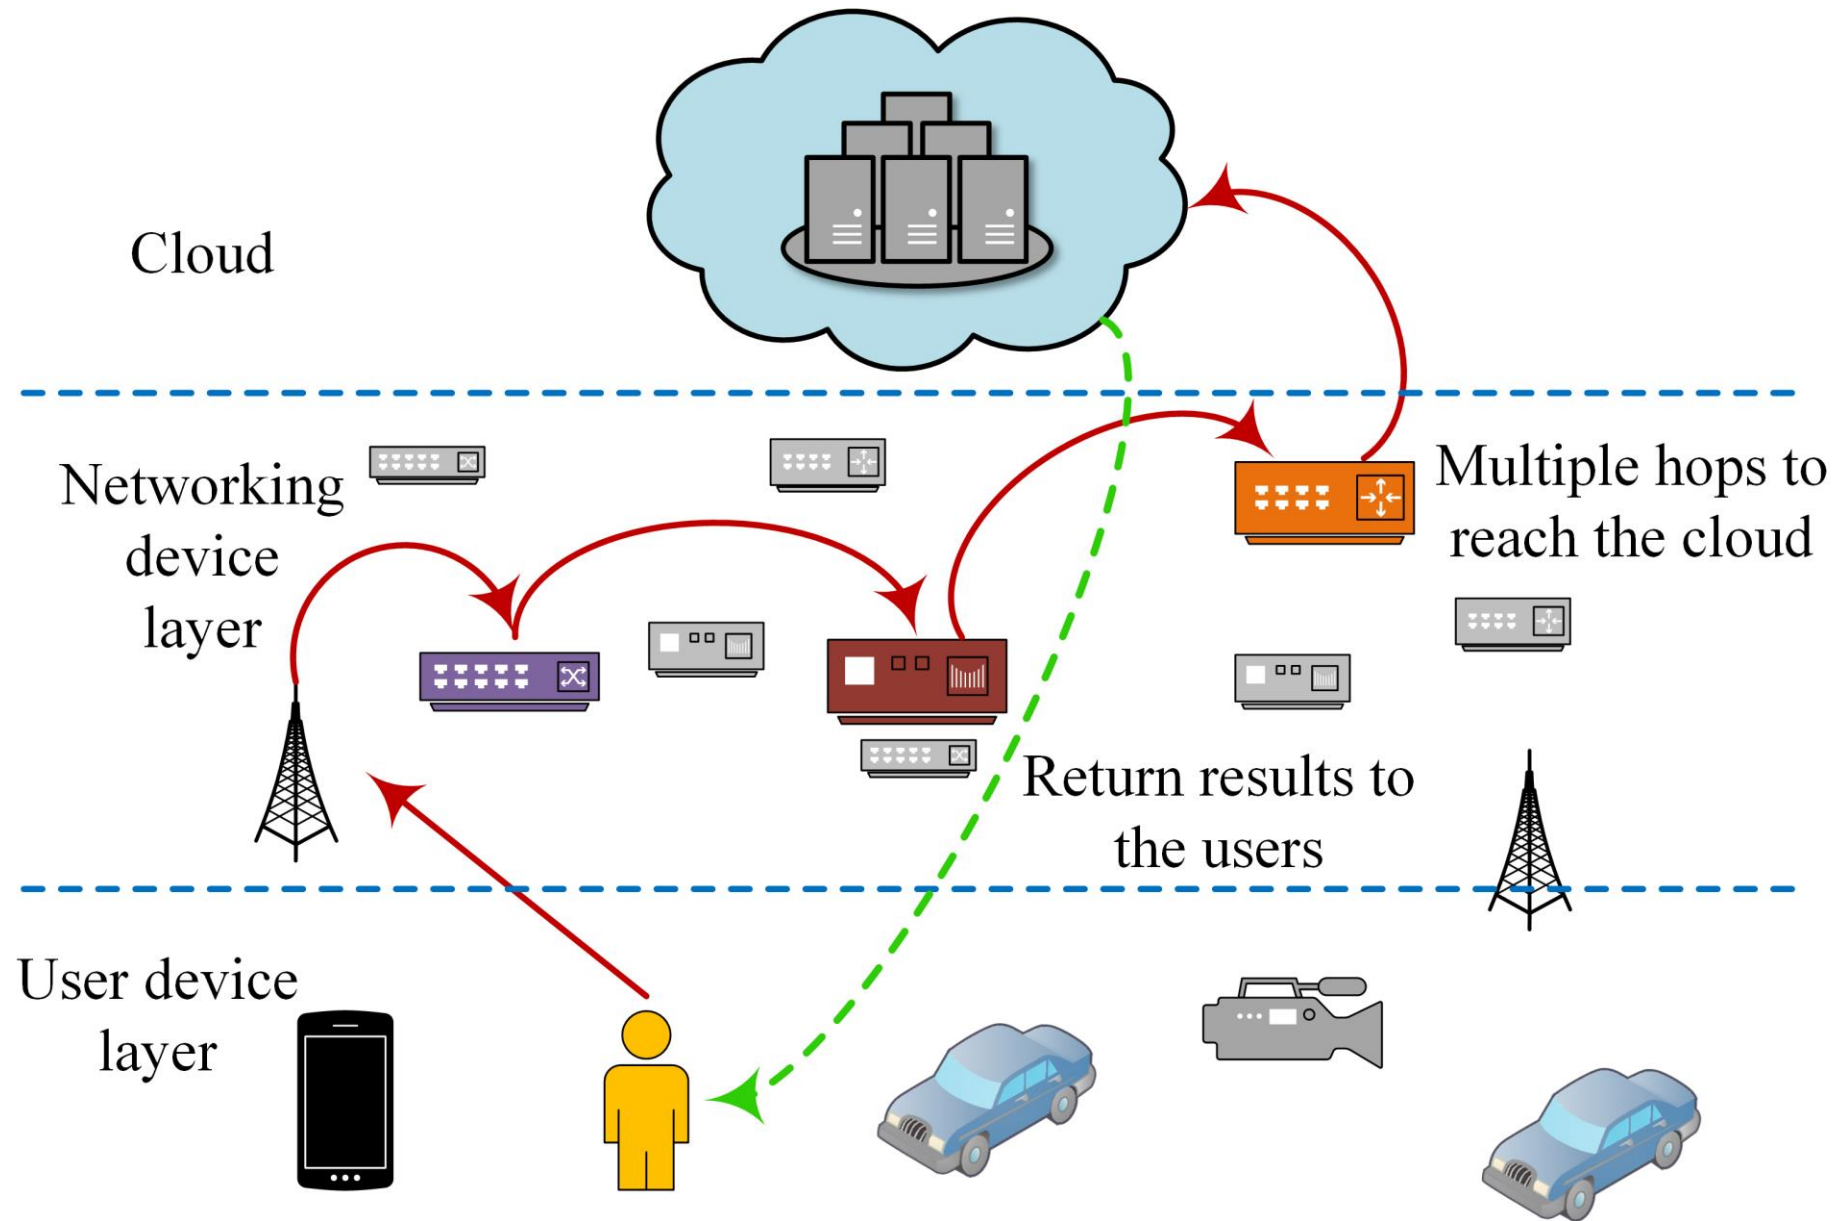 Cloud
Networking
device
layer
Multiple hops to
reach the cloud
Return results to
the users
User device
layer